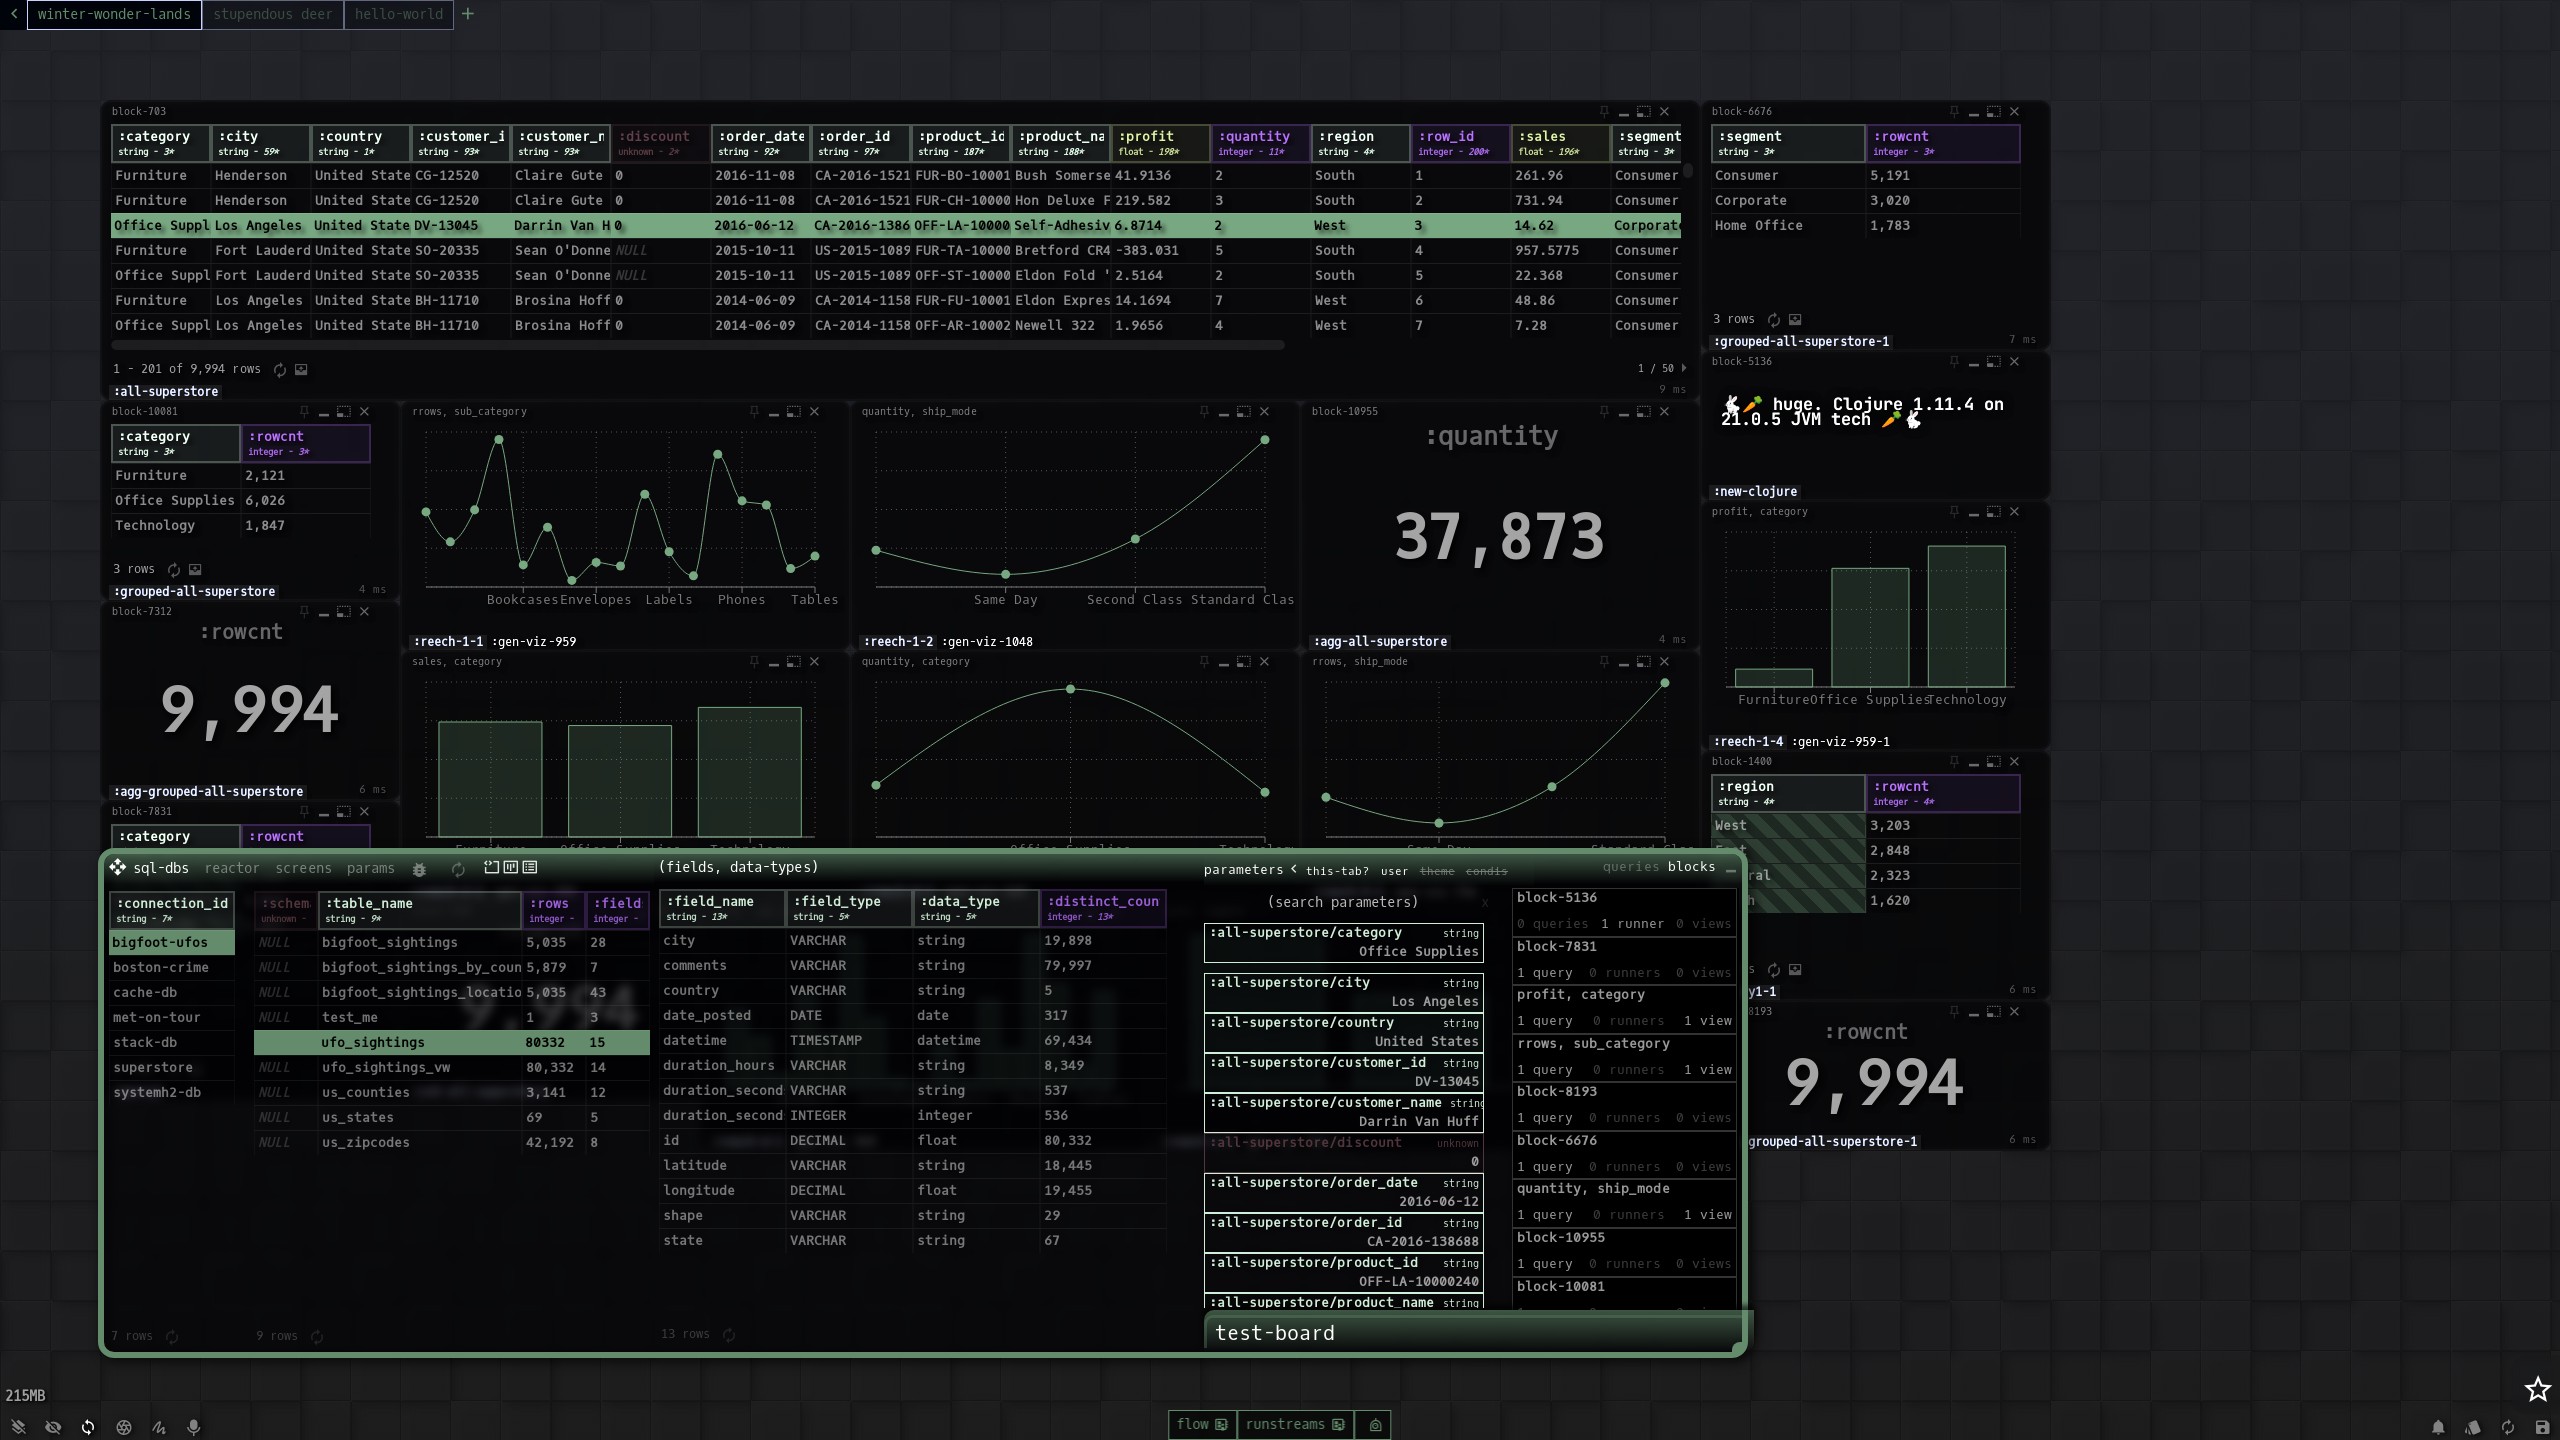 winter-wonder-lands stupendous deer hello-world +
block-703
:category :city :country :customer_i :customer_n :discount :order_date :order_id :product_id :product_na :profit :quantity :region :row_id :sales :segment
string - 3* string - 59* string - 1* string - 93* string - 93* unknown - 2* string - 92* string - 97* string - 187* string - 188* float - 198* integer - 11* string - 4* integer - 200* float - 196* string - 3*
Furniture Henderson United State CG-12520 Claire Gute 0 2016-11-08 CA-2016-1521 FUR-BO-10001 Bush Somerse 41.9136 2 South 1 261.96 Consumer
Furniture Henderson United State CG-12520 Claire Gute 0 2016-11-08 CA-2016-1521 FUR-CH-10000 Hon Deluxe F 219.582 3 South 2 731.94 Consumer
Office Suppl Los Angeles United State DV-13045 Darrin Van H 0 2016-06-12 CA-2016-1386 OFF-LA-10000 Self-Adhesiv 6.8714 2 West 3 14.62 Corporate
Furniture Fort Lauderd United State SO-20335 Sean O'Donne NULL 2015-10-11 US-2015-1089 FUR-TA-10000 Bretford CR4 -383.031 5 South 4 957.5775 Consumer
Office Suppl Fort Lauderd United State SO-20335 Sean O'Donne NULL 2015-10-11 US-2015-1089 OFF-ST-10000 Eldon Fold ' 2.5164 2 South 5 22.368 Consumer
Furniture Los Angeles United State BH-11710 Brosina Hoff 0 2014-06-09 CA-2014-1158 FUR-FU-10001 Eldon Expres 14.1694 7 West 6 48.86 Consumer
Office Suppl Los Angeles United State BH-11710 Brosina Hoff 0 2014-06-09 CA-2014-1158 OFF-AR-10002 Newell 322 1.9656 4 West 7 7.28 Consumer
1 - 201 of 9,994 rows 1 / 50
9 ms
:all-superstore
block-6676
:segment :rowcnt
string - 3* integer - 3*
Consumer 5,191
Corporate 3,020
Home Office 1,783
3 rows
:grouped-all-superstore-1 7 ms
block-5136
🐇🥕 huge. Clojure 1.11.4 on
21.0.5 JVM tech 🥕🐇
:new-clojure
block-10081
:category :rowcnt
string - 3* integer - 3*
Furniture 2,121
Office Supplies 6,026
Technology 1,847
3 rows
:grouped-all-superstore 4 ms
rrows, sub_category
Bookcases Envelopes Labels Phones Tables
:reech-1-1 :gen-viz-959
quantity, ship_mode
Same Day Second Class Standard Clas
:reech-1-2 :gen-viz-1048
block-10955
:quantity
37,873
:agg-all-superstore 4 ms
profit, category
Furniture Office Supplies Technology
:reech-1-4 :gen-viz-959-1
block-7312
:rowcnt
9,994
:agg-grouped-all-superstore 6 ms
sales, category
quantity, category
rrows, ship_mode
block-1400
:region :rowcnt
string - 4* integer - 4*
West 3,203
2,848
ral 2,323
1,620
6 ms
y1-1
block-7831
:category :rowcnt
8193
:rowcnt
9,994
grouped-all-superstore-1 6 ms
sql-dbs reactor screens params
:connection_id
string - 7*
bigfoot-ufos
boston-crime
cache-db
met-on-tour
stack-db
superstore
systemh2-db
7 rows
:schem :table_name :rows :field
unknown - string - 9* integer - integer -
NULL bigfoot_sightings 5,035 28
NULL bigfoot_sightings_by_coun 5,879 7
NULL bigfoot_sightings_locatio 5,035 43
NULL test_me 1 3
ufo_sightings 80332 15
NULL ufo_sightings_vw 80,332 14
NULL us_counties 3,141 12
NULL us_states 69 5
NULL us_zipcodes 42,192 8
9 rows
(fields, data-types)
:field_name :field_type :data_type :distinct_coun
string - 13* string - 5* string - 5* integer - 13*
city VARCHAR string 19,898
comments VARCHAR string 79,997
country VARCHAR string 5
date_posted DATE date 317
datetime TIMESTAMP datetime 69,434
duration_hours VARCHAR string 8,349
duration_second VARCHAR string 537
duration_second INTEGER integer 536
id DECIMAL float 80,332
latitude VARCHAR string 18,445
longitude DECIMAL float 19,455
shape VARCHAR string 29
state VARCHAR string 67
13 rows
parameters < this-tab? user theme condis
(search parameters) x
:all-superstore/category string
Office Supplies
:all-superstore/city string
Los Angeles
:all-superstore/country string
United States
:all-superstore/customer_id string
DV-13045
:all-superstore/customer_name string
Darrin Van Huff
:all-superstore/discount unknown
0
:all-superstore/order_date string
2016-06-12
:all-superstore/order_id string
CA-2016-138688
:all-superstore/product_id string
OFF-LA-10000240
:all-superstore/product_name string
queries blocks
block-5136
0 queries 1 runner 0 views
block-7831
1 query 0 runners 0 views
profit, category
1 query 0 runners 1 view
rrows, sub_category
1 query 0 runners 1 view
block-8193
1 query 0 runners 0 views
block-6676
1 query 0 runners 0 views
quantity, ship_mode
1 query 0 runners 1 view
block-10955
1 query 0 runners 0 views
block-10081
test-board
215MB
flow runstreams